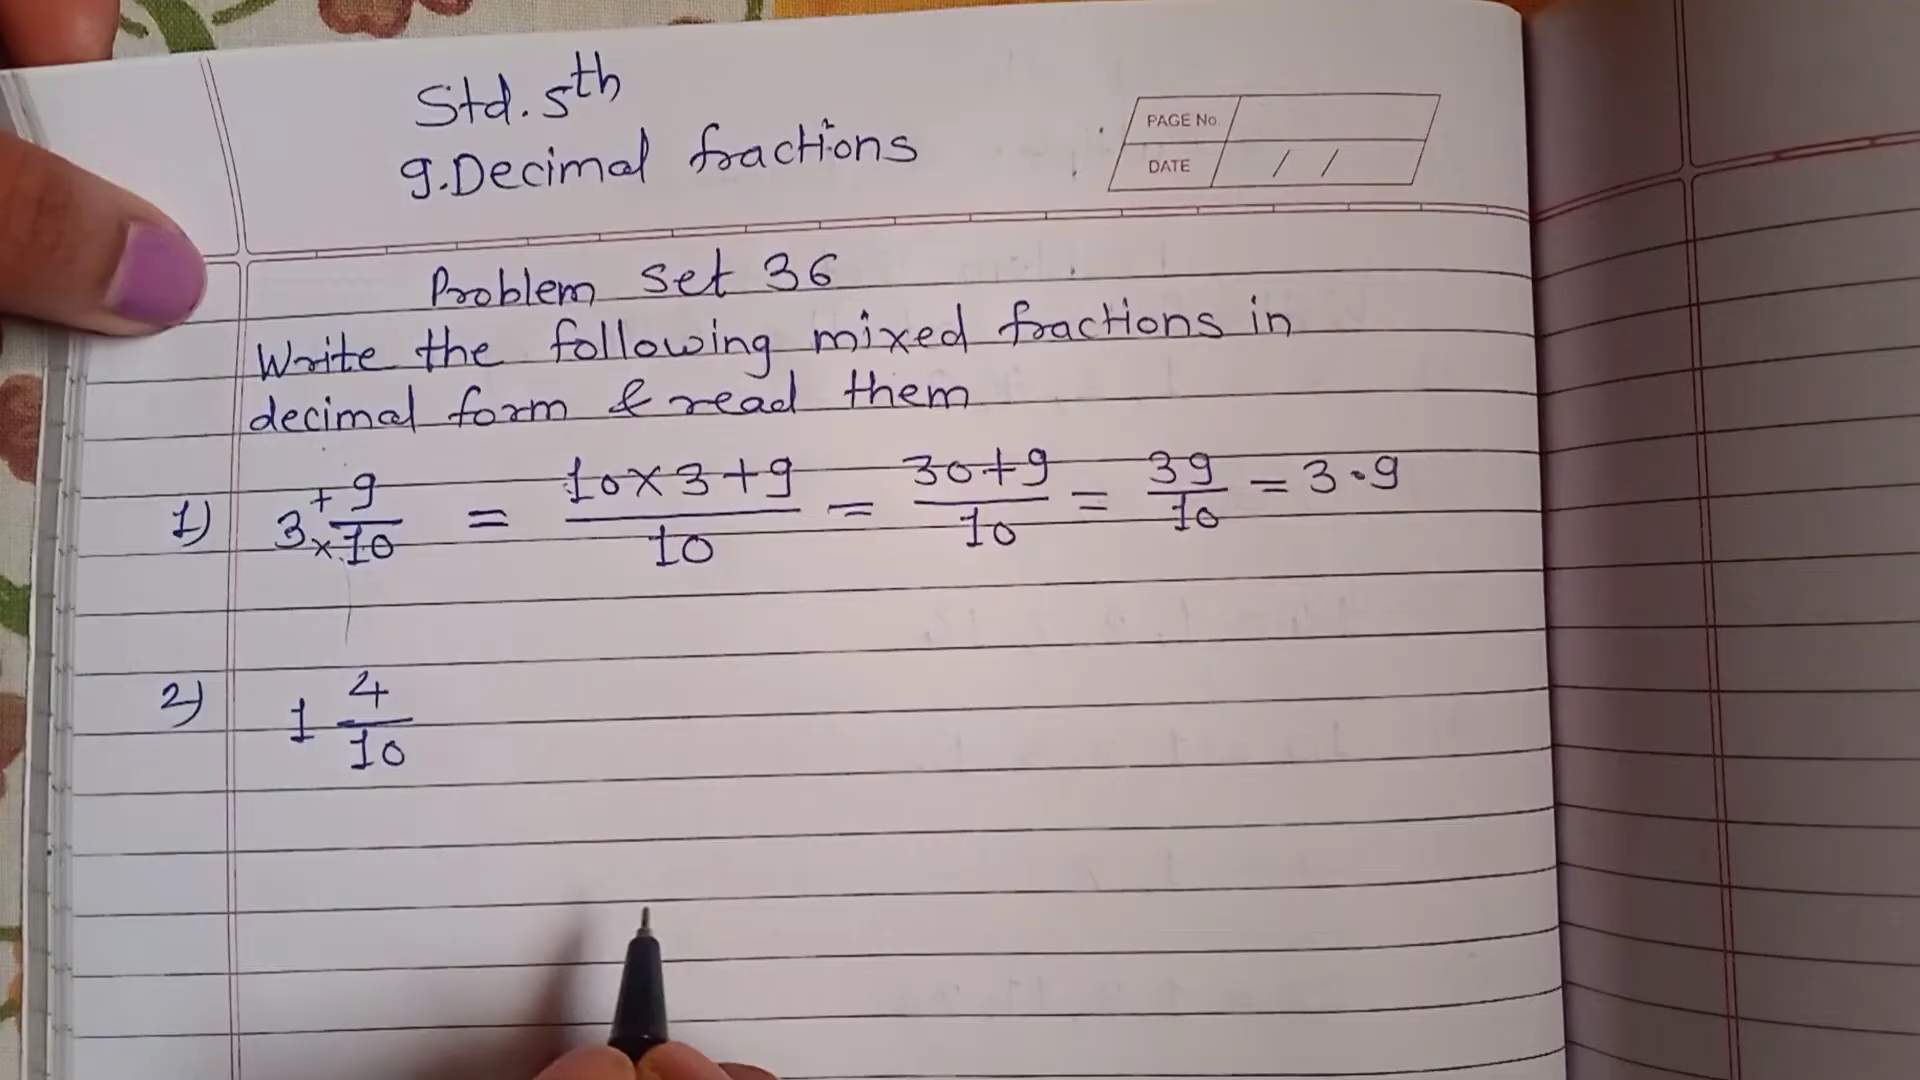 Std. 5th
9. Decimal fractions
PAGE No.
DATE / /
Problem Set 36
Write the following mixed fractions in
decimal form & read them
1) 3 + 9/× 10 = 10 × 3 + 9/10 = 30 + 9/10 = 39/10 = 3.9
2) 1 4/10